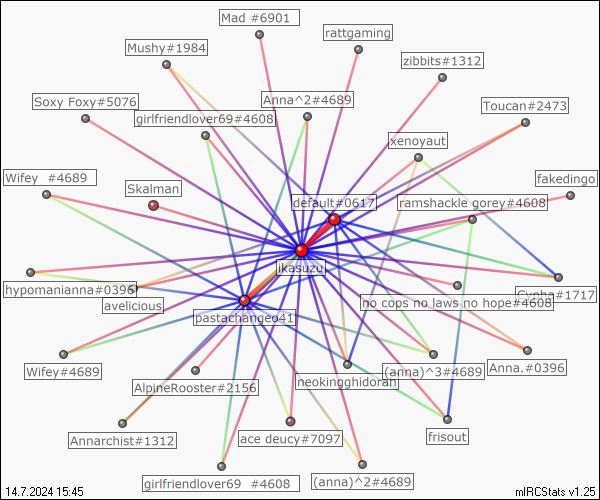 Mad #6901
rattgaming
Mushy#1984
zibbits#1312
Soxy Foxy#5076
Anna^2#4689
Toucan#2473
girlfriendlover69#4608
xenoyaut
Wifey  #4689
fakedingo
Skalman
default#0617
ramshackle gorey#4608
ikasuzu
hypomanianna#0396
Cypha#1717
avelicious
no cops no laws no hope#4608
pastachangeo41
Wifey#4689
AlpineRooster#2156
neokingghidorah
(anna)^3#4689
Anna.#0396
Annarchist#1312
ace deucy#7097
frisout
girlfriendlover69  #4608
(anna)^2#4689
14.7.2024 15:45
mIRCStats v1.25